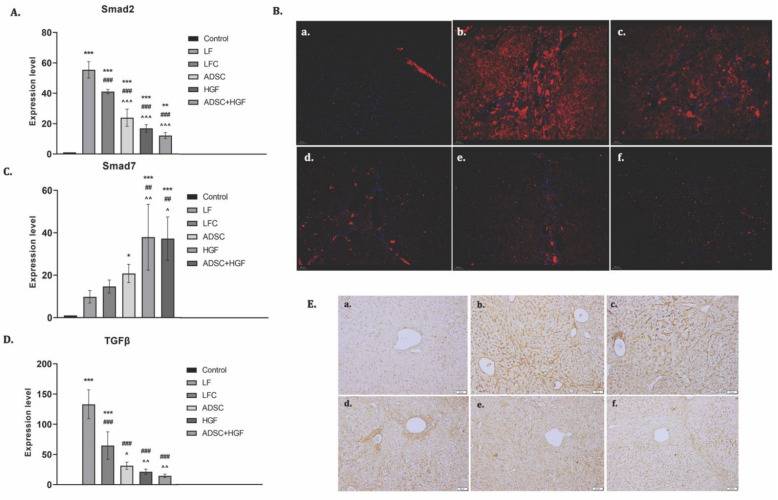 A.
Smad2
Expression level
80
60
40
20
0
***
***
###
***
###
^^^
***
###
^^^
**
###
^^^
Control
LF
LFC
ADSC
HGF
ADSC+HGF
B.
a.
b.
c.
d.
e.
f.
C.
Smad7
Expression level
60
40
20
0
*
***
##
^^
***
##
^
Control
LF
LFC
ADSC
HGF
ADSC+HGF
D.
TGFβ
Expression level
200
150
100
50
0
***
***
###
###
^
###
^^
###
^^
Control
LF
LFC
ADSC
HGF
ADSC+HGF
E.
a.
b.
c.
d.
e.
f.